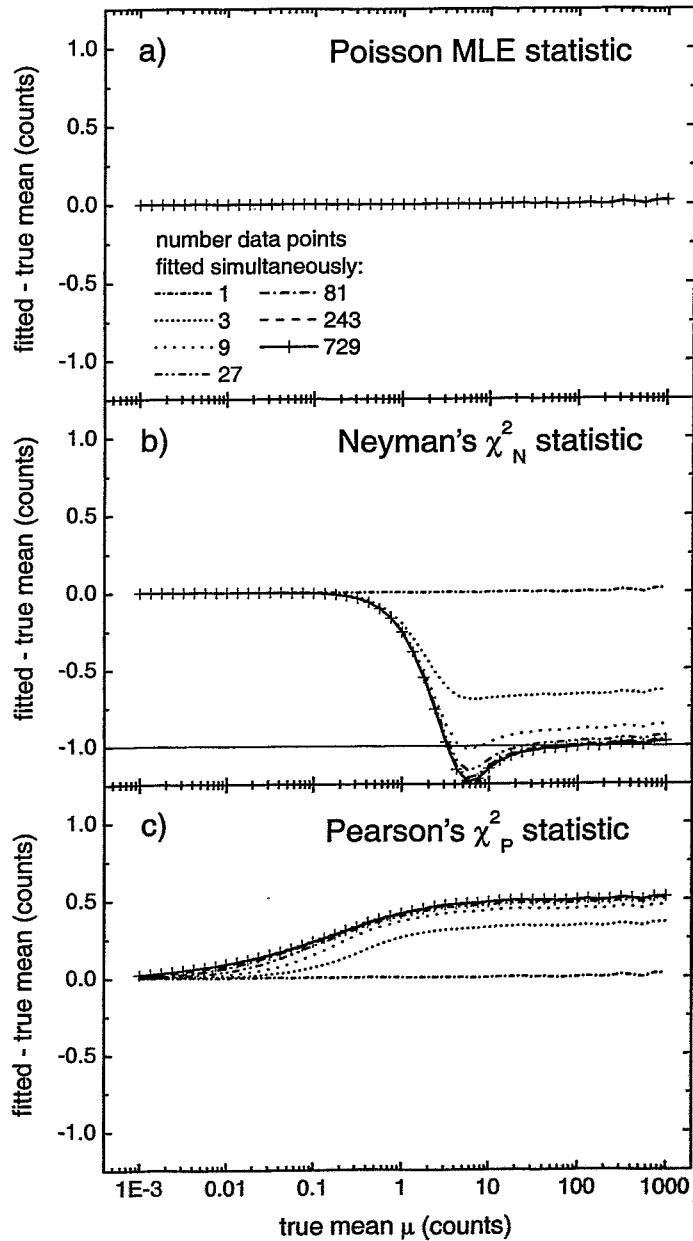 a) Poisson MLE statistic
1.0
0.5
0.0
-0.5
-1.0
fitted - true mean (counts)
number data points
fitted simultaneously:
1 81
3 243
9 729
27
b) Neyman's χ²_N statistic
1.0
0.5
0.0
-0.5
-1.0
fitted - true mean (counts)
c) Pearson's χ²_P statistic
1.0
0.5
0.0
-0.5
-1.0
fitted - true mean (counts)
1E-3 0.01 0.1 1 10 100 1000
true mean μ (counts)